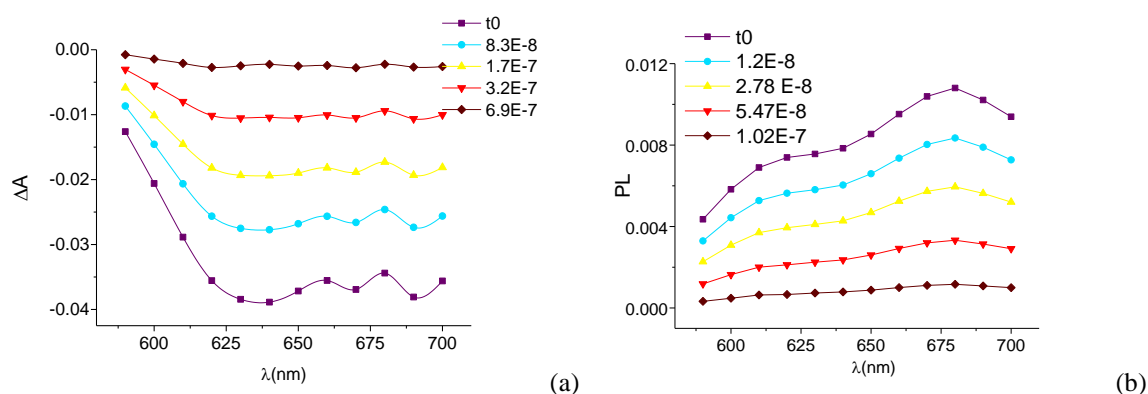 t0
8.3E-8
1.7E-7
3.2E-7
6.9E-7
0.00
-0.01
-0.02
-0.03
-0.04
ΔA
600 625 650 675 700
λ(nm)
(a)
t0
1.2E-8
2.78 E-8
5.47E-8
1.02E-7
0.012
0.008
0.004
0.000
PL
600 625 650 675 700
λ(nm)
(b)